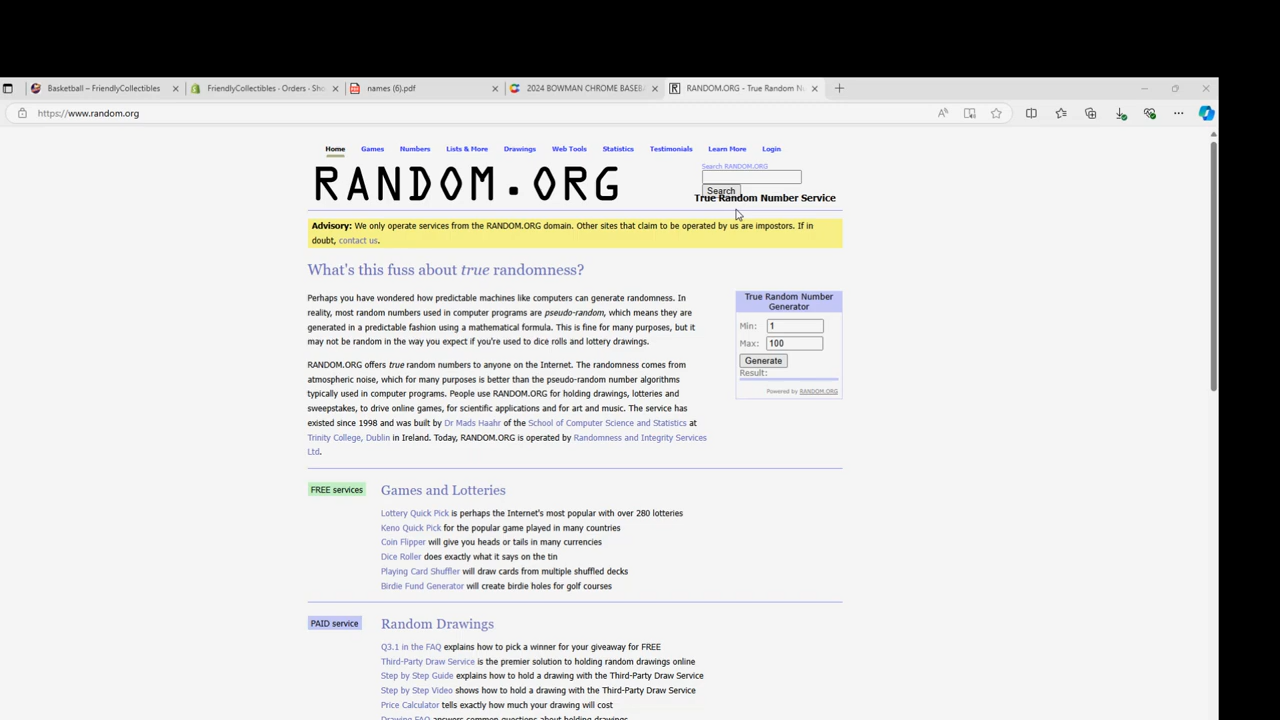 Basketball – FriendlyCollectibles
FriendlyCollectibles - Orders - Sho
names (6).pdf
2024 BOWMAN CHROME BASEB
RANDOM.ORG - True Random N
https://www.random.org
Home Games Numbers Lists & More Drawings Web Tools Statistics Testimonials Learn More Login
Search RANDOM.ORG
RANDOM.ORG
Search
True Random Number Service
Advisory: We only operate services from the RANDOM.ORG domain. Other sites that claim to be operated by us are impostors. If in
doubt, contact us.
What's this fuss about true randomness?
Perhaps you have wondered how predictable machines like computers can generate randomness. In
reality, most random numbers used in computer programs are pseudo-random, which means they are
generated in a predictable fashion using a mathematical formula. This is fine for many purposes, but it
may not be random in the way you expect if you're used to dice rolls and lottery drawings.
RANDOM.ORG offers true random numbers to anyone on the Internet. The randomness comes from
atmospheric noise, which for many purposes is better than the pseudo-random number algorithms
typically used in computer programs. People use RANDOM.ORG for holding drawings, lotteries and
sweepstakes, to drive online games, for scientific applications and for art and music. The service has
existed since 1998 and was built by Dr Mads Haahr of the School of Computer Science and Statistics at
Trinity College, Dublin in Ireland. Today, RANDOM.ORG is operated by Randomness and Integrity Services
Ltd.
True Random Number
Generator
Min: 1
Max: 100
Generate
Result:
Powered by RANDOM.ORG
FREE services
Games and Lotteries
Lottery Quick Pick is perhaps the Internet's most popular with over 280 lotteries
Keno Quick Pick for the popular game played in many countries
Coin Flipper will give you heads or tails in many currencies
Dice Roller does exactly what it says on the tin
Playing Card Shuffler will draw cards from multiple shuffled decks
Birdie Fund Generator will create birdie holes for golf courses
PAID service
Random Drawings
Q3.1 in the FAQ explains how to pick a winner for your giveaway for FREE
Third-Party Draw Service is the premier solution to holding random drawings online
Step by Step Guide explains how to hold a drawing with the Third-Party Draw Service
Step by Step Video shows how to hold a drawing with the Third-Party Draw Service
Price Calculator tells exactly how much your drawing will cost
Drawing FAQ answers common questions about holding drawings